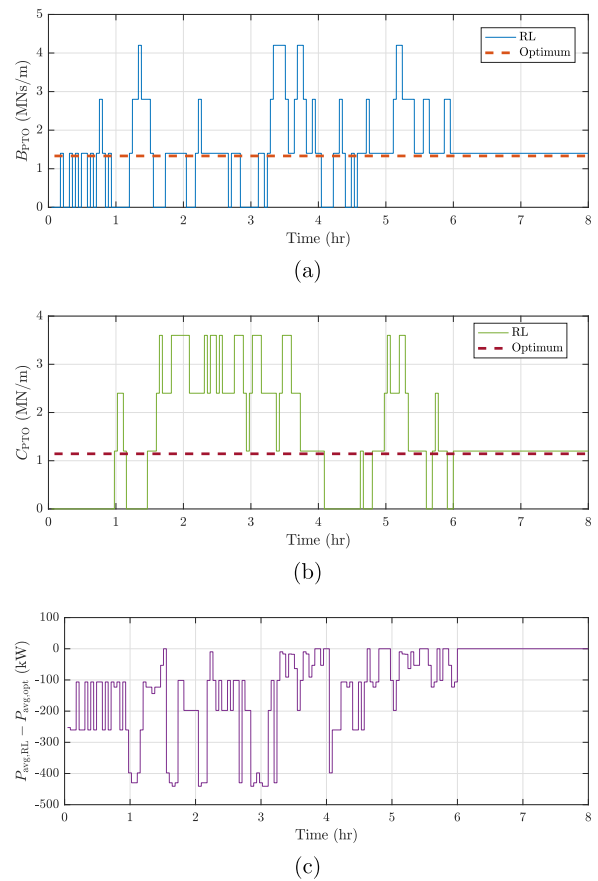 5
4
3
2
1
0
B_PTO (MNs/m)
RL
Optimum
0 1 2 3 4 5 6 7 8
Time (hr)
(a)
4
3
2
1
0
C_PTO (MN/m)
RL
Optimum
0 1 2 3 4 5 6 7 8
Time (hr)
(b)
100
0
-100
-200
-300
-400
-500
P_avg,RL − P_avg,opt (kW)
0 1 2 3 4 5 6 7 8
Time (hr)
(c)